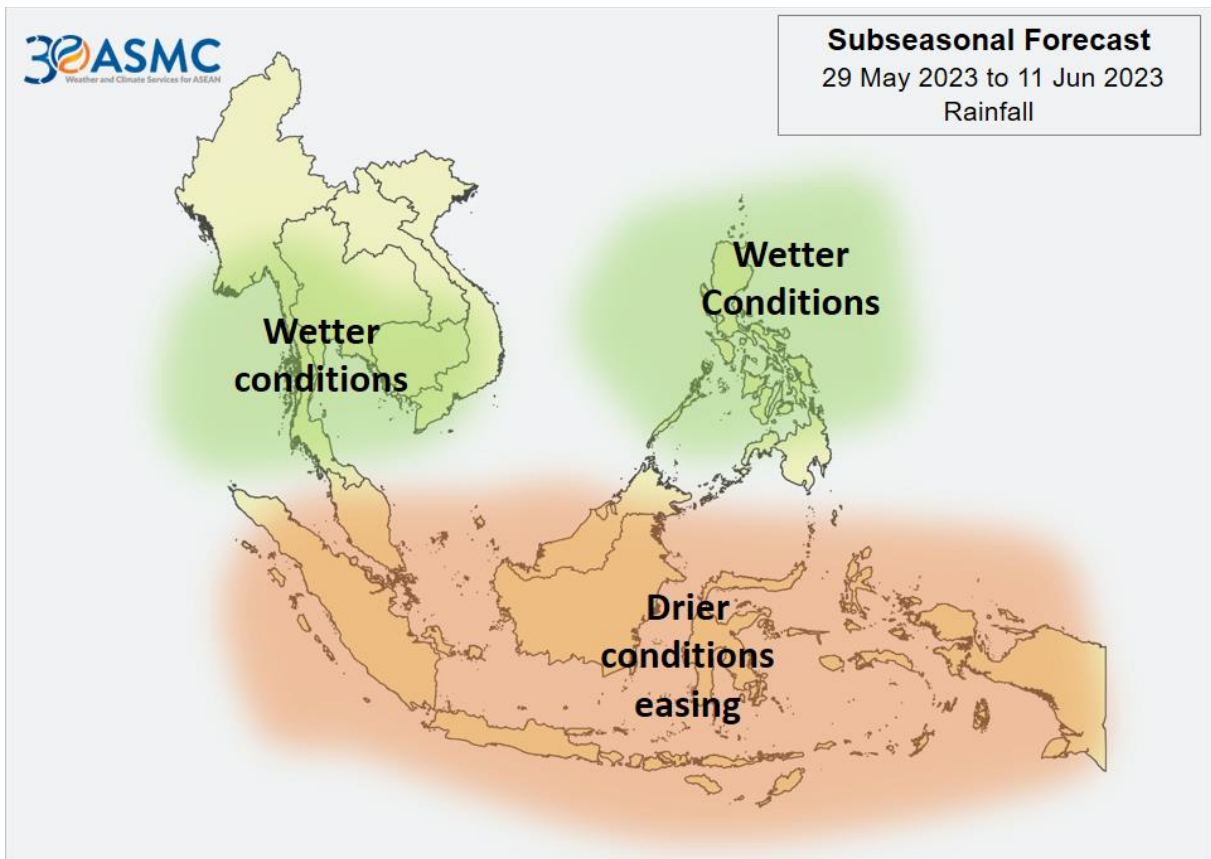 30 ASMC
Weather and Climate Services for ASEAN
Subseasonal Forecast
29 May 2023 to 11 Jun 2023
Rainfall
Wetter
Conditions
Wetter
conditions
Drier
conditions
easing